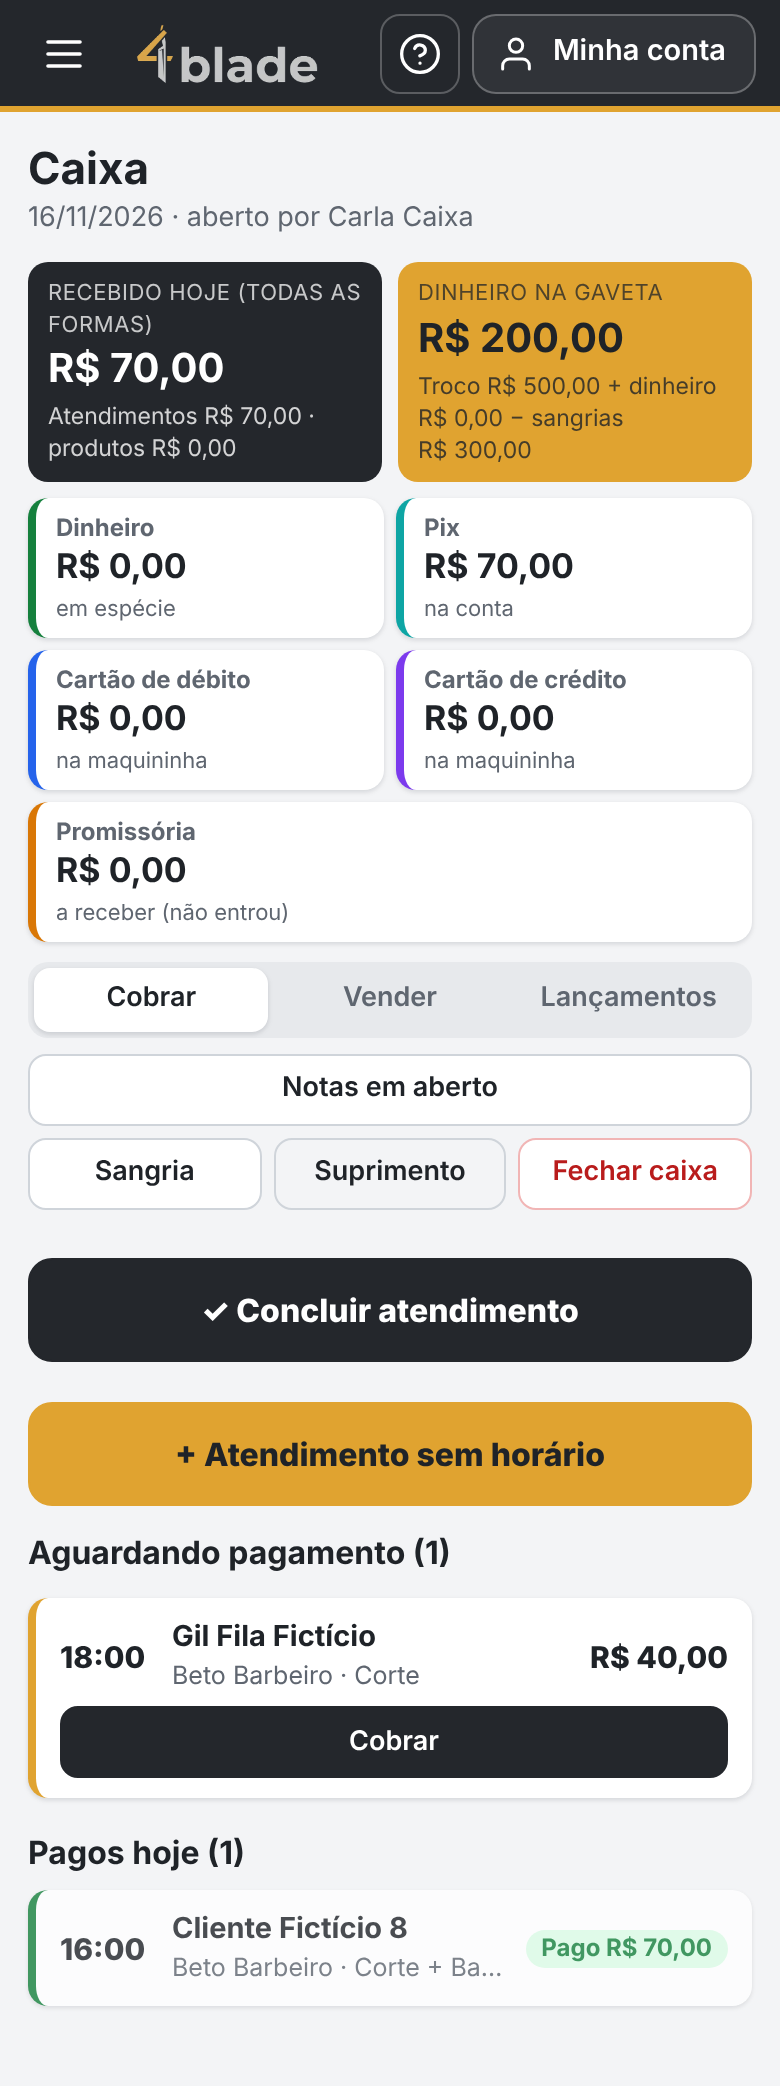 4blade
Minha conta
Caixa
16/11/2026 · aberto por Carla Caixa
RECEBIDO HOJE (TODAS AS
FORMAS)
R$ 70,00
Atendimentos R$ 70,00 ·
produtos R$ 0,00
DINHEIRO NA GAVETA
R$ 200,00
Troco R$ 500,00 + dinheiro
R$ 0,00 − sangrias
R$ 300,00
Dinheiro
R$ 0,00
em espécie
Pix
R$ 70,00
na conta
Cartão de débito
R$ 0,00
na maquininha
Cartão de crédito
R$ 0,00
na maquininha
Promissória
R$ 0,00
a receber (não entrou)
Cobrar
Vender
Lançamentos
Notas em aberto
Sangria
Suprimento
Fechar caixa
✓ Concluir atendimento
+ Atendimento sem horário
Aguardando pagamento (1)
18:00
Gil Fila Fictício
Beto Barbeiro · Corte
R$ 40,00
Cobrar
Pagos hoje (1)
16:00
Cliente Fictício 8
Beto Barbeiro · Corte + Ba...
Pago R$ 70,00